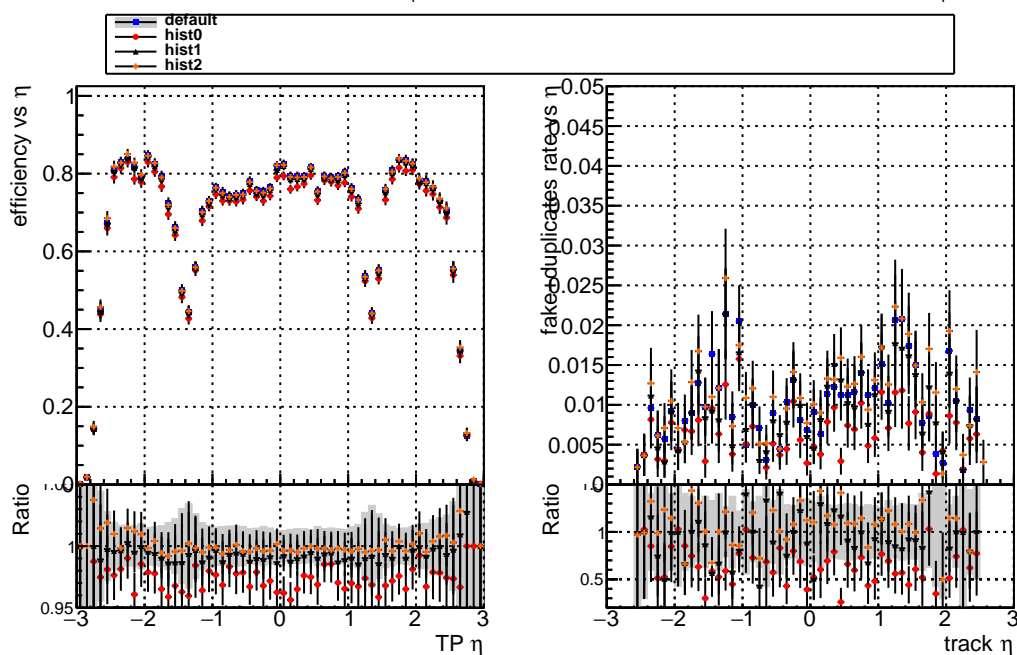 default
hist0
hist1
hist2
efficiency vs η
1
0.8
0.6
0.4
0.2
0
Ratio
1
0.95
−3 −2 −1 0 1 2 3
TP η
fake+duplicates rate vs η
0.05
0.045
0.04
0.035
0.03
0.025
0.02
0.015
0.01
0.005
0
Ratio
1
0.5
−3 −2 −1 0 1 2 3
track η